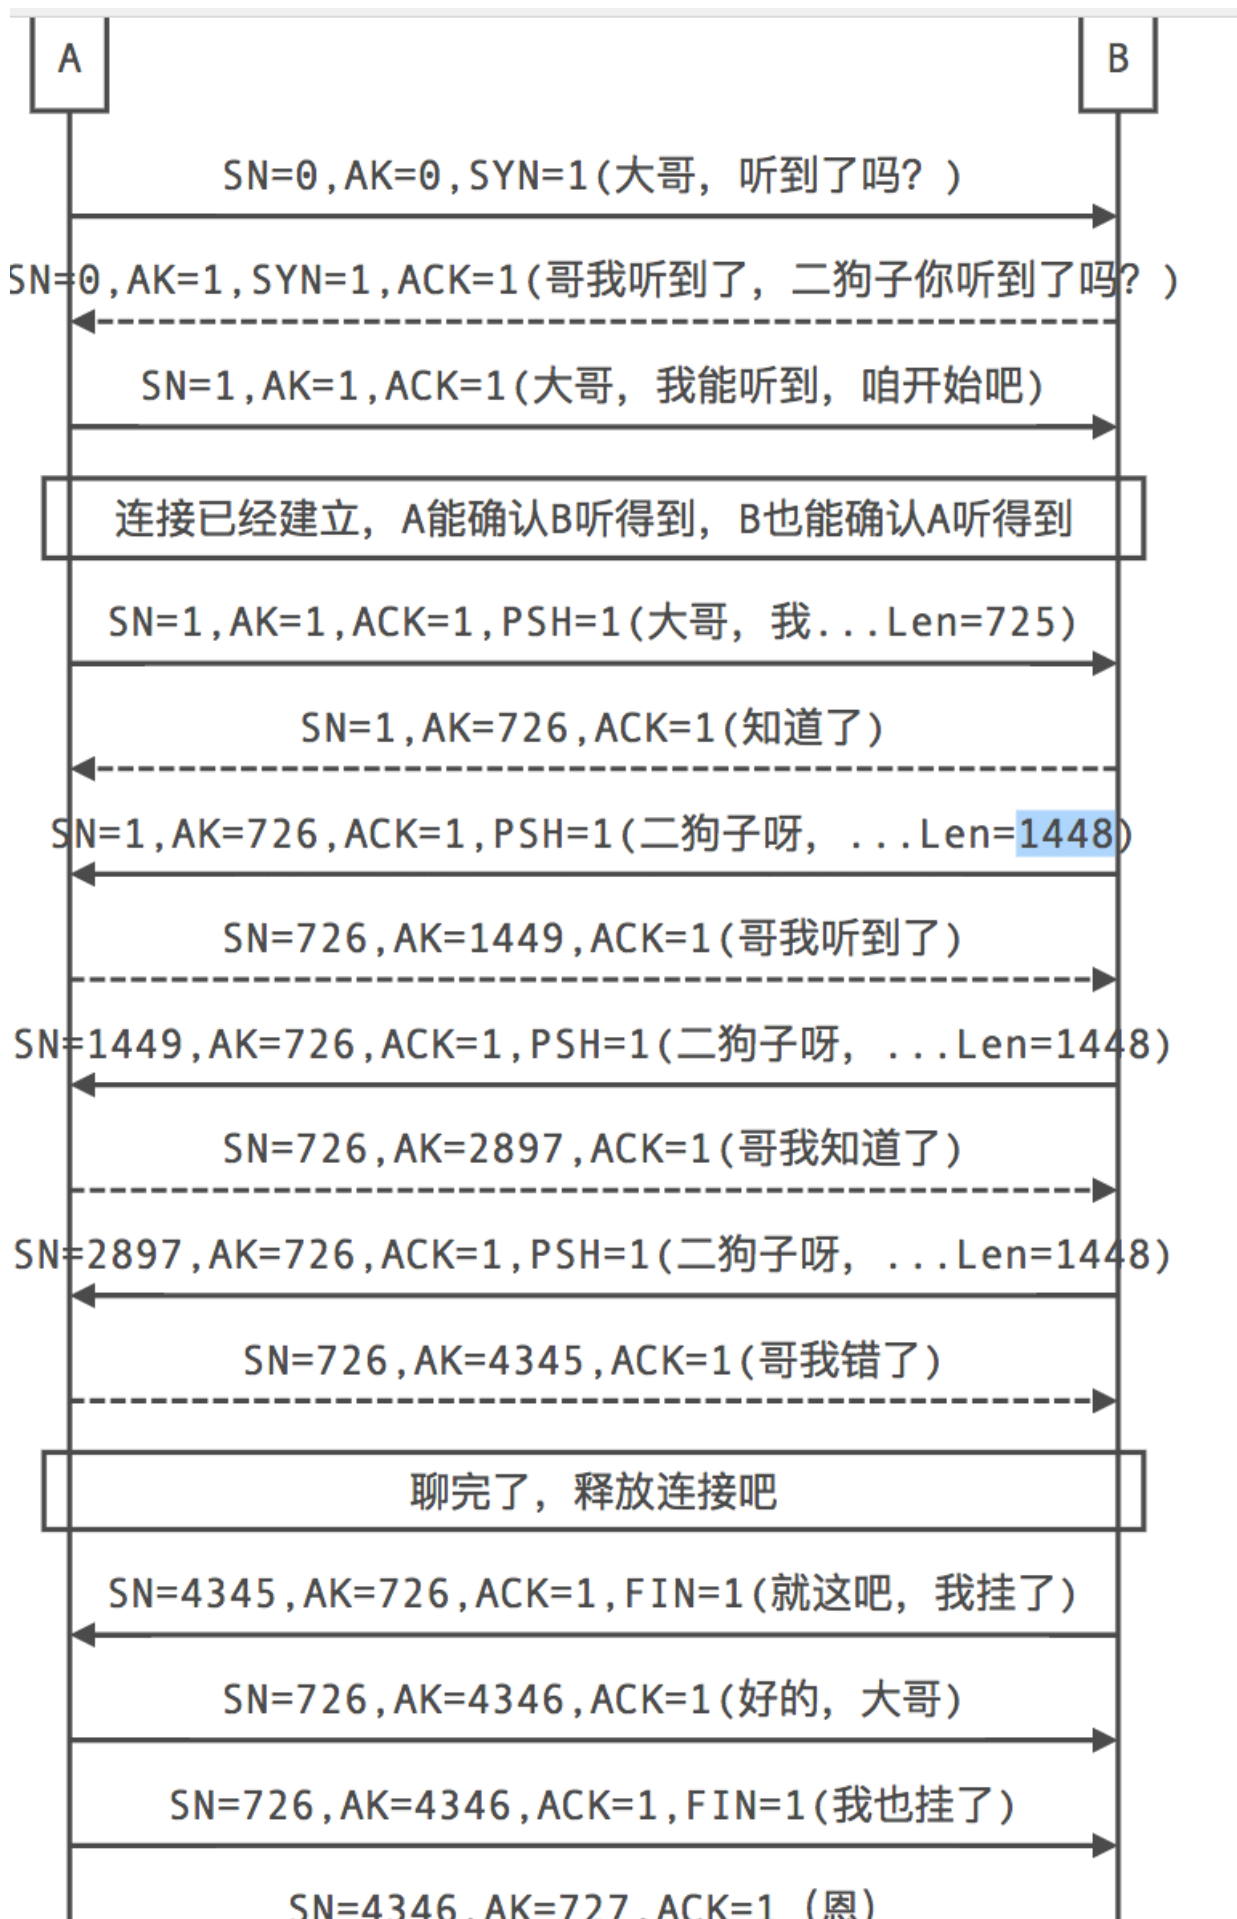 A
B
SN=0,AK=0,SYN=1(大哥，听到了吗？)
SN=0,AK=1,SYN=1,ACK=1(哥我听到了，二狗子你听到了吗？)
SN=1,AK=1,ACK=1(大哥，我能听到，咱开始吧)
连接已经建立，A能确认B听得到，B也能确认A听得到
SN=1,AK=1,ACK=1,PSH=1(大哥，我...Len=725)
SN=1,AK=726,ACK=1(知道了)
SN=1,AK=726,ACK=1,PSH=1(二狗子呀，...Len=1448)
SN=726,AK=1449,ACK=1(哥我听到了)
SN=1449,AK=726,ACK=1,PSH=1(二狗子呀，...Len=1448)
SN=726,AK=2897,ACK=1(哥我知道了)
SN=2897,AK=726,ACK=1,PSH=1(二狗子呀，...Len=1448)
SN=726,AK=4345,ACK=1(哥我错了)
聊完了，释放连接吧
SN=4345,AK=726,ACK=1,FIN=1(就这吧，我挂了)
SN=726,AK=4346,ACK=1(好的，大哥)
SN=726,AK=4346,ACK=1,FIN=1(我也挂了)
SN=4346,AK=727,ACK=1（恩）